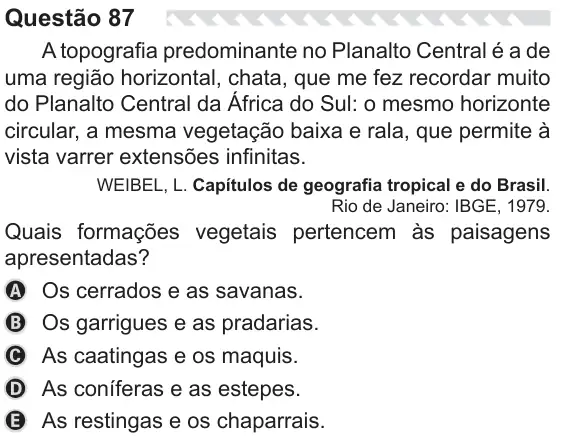 Questão 87
A topografia predominante no Planalto Central é a de
uma região horizontal, chata, que me fez recordar muito
do Planalto Central da África do Sul: o mesmo horizonte
circular, a mesma vegetação baixa e rala, que permite à
vista varrer extensões infinitas.
WEIBEL, L. Capítulos de geografia tropical e do Brasil.
Rio de Janeiro: IBGE, 1979.
Quais formações vegetais pertencem às paisagens
apresentadas?
A Os cerrados e as savanas.
B Os garrigues e as pradarias.
C As caatingas e os maquis.
D As coníferas e as estepes.
E As restingas e os chaparrais.